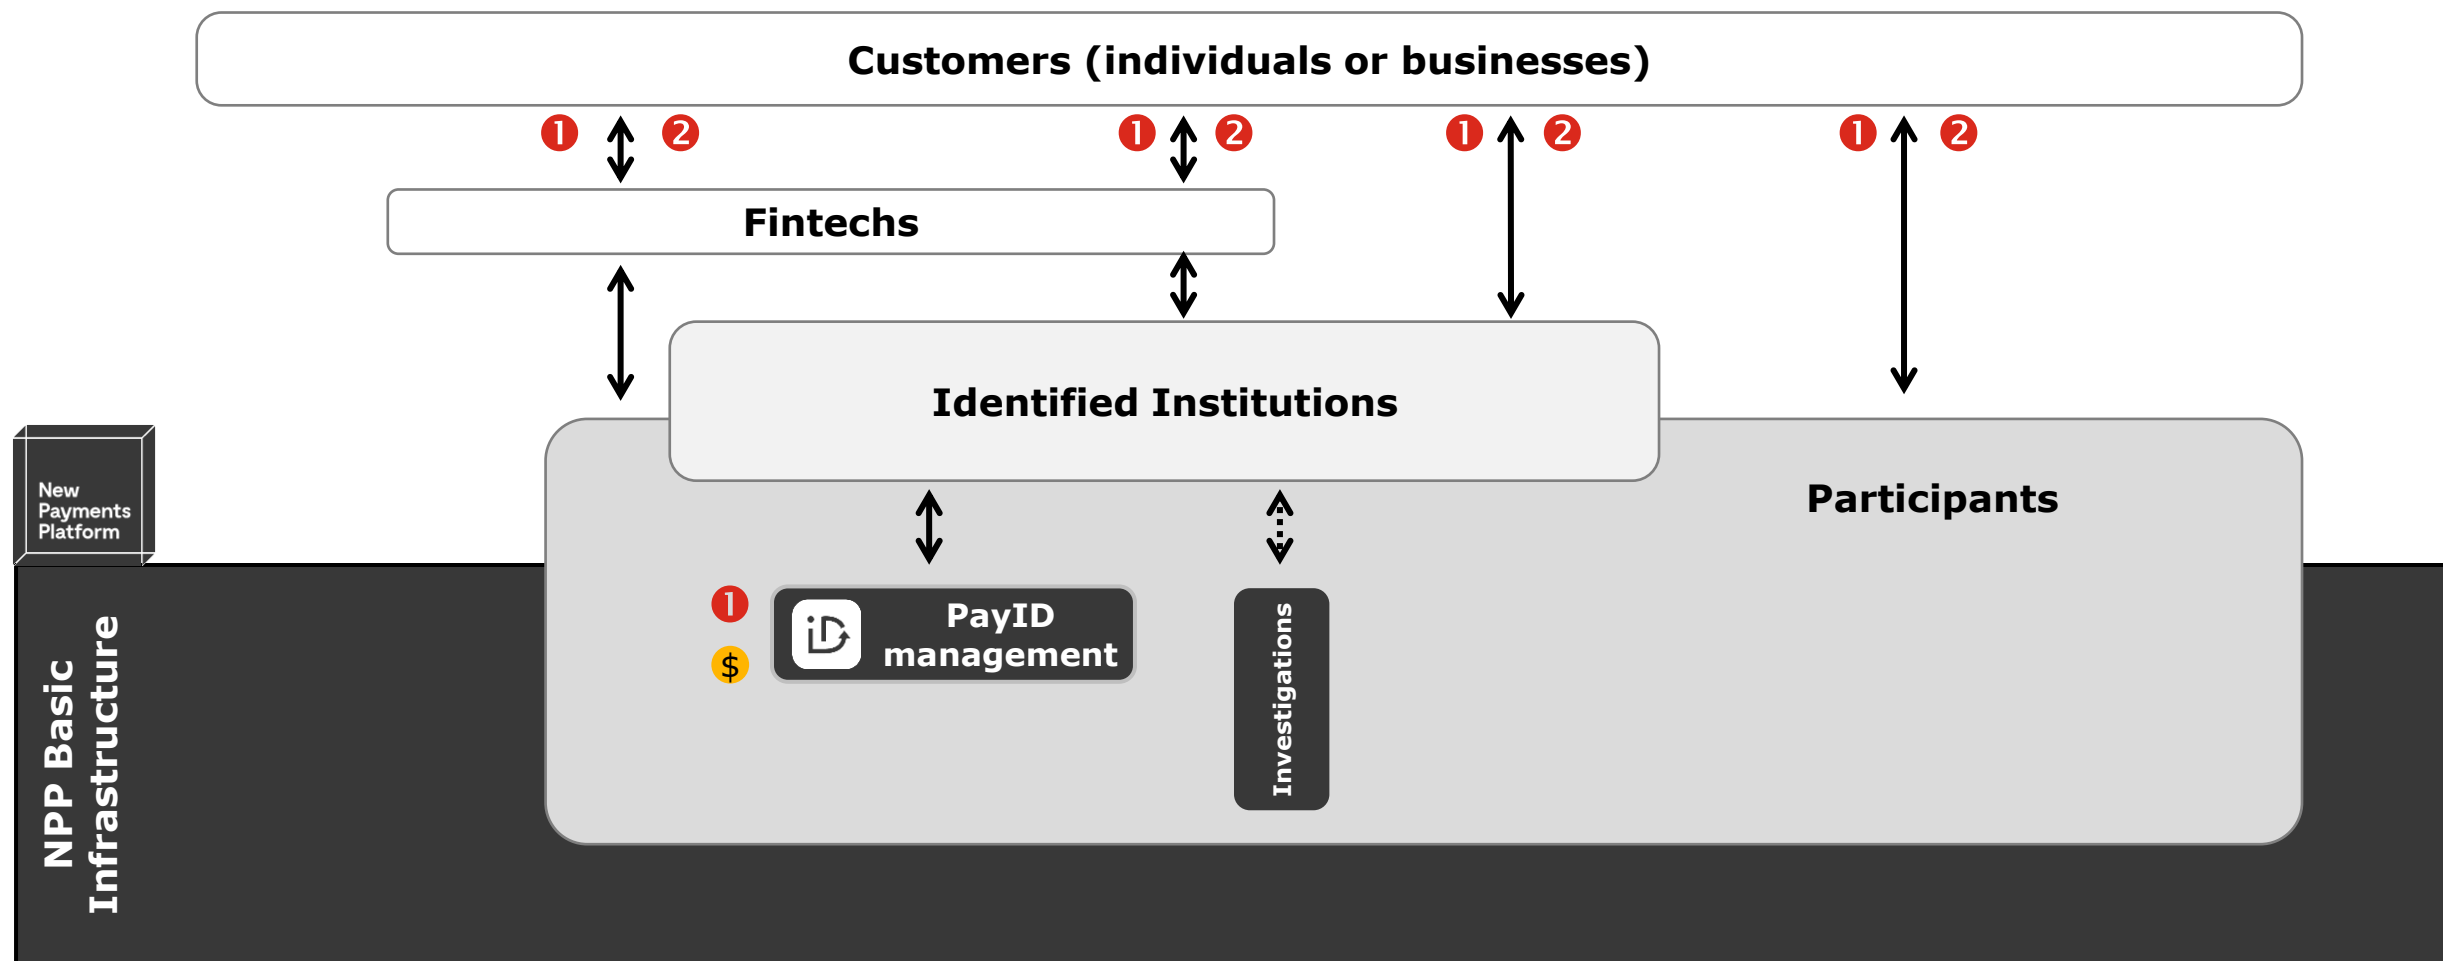 Customers (individuals or businesses)
1 2 1 2 1 2 1 2
Fintechs
Identified Institutions
New
Payments
Platform
Participants
1
$
iD
PayID
management
Investigations
NPP Basic
Infrastructure